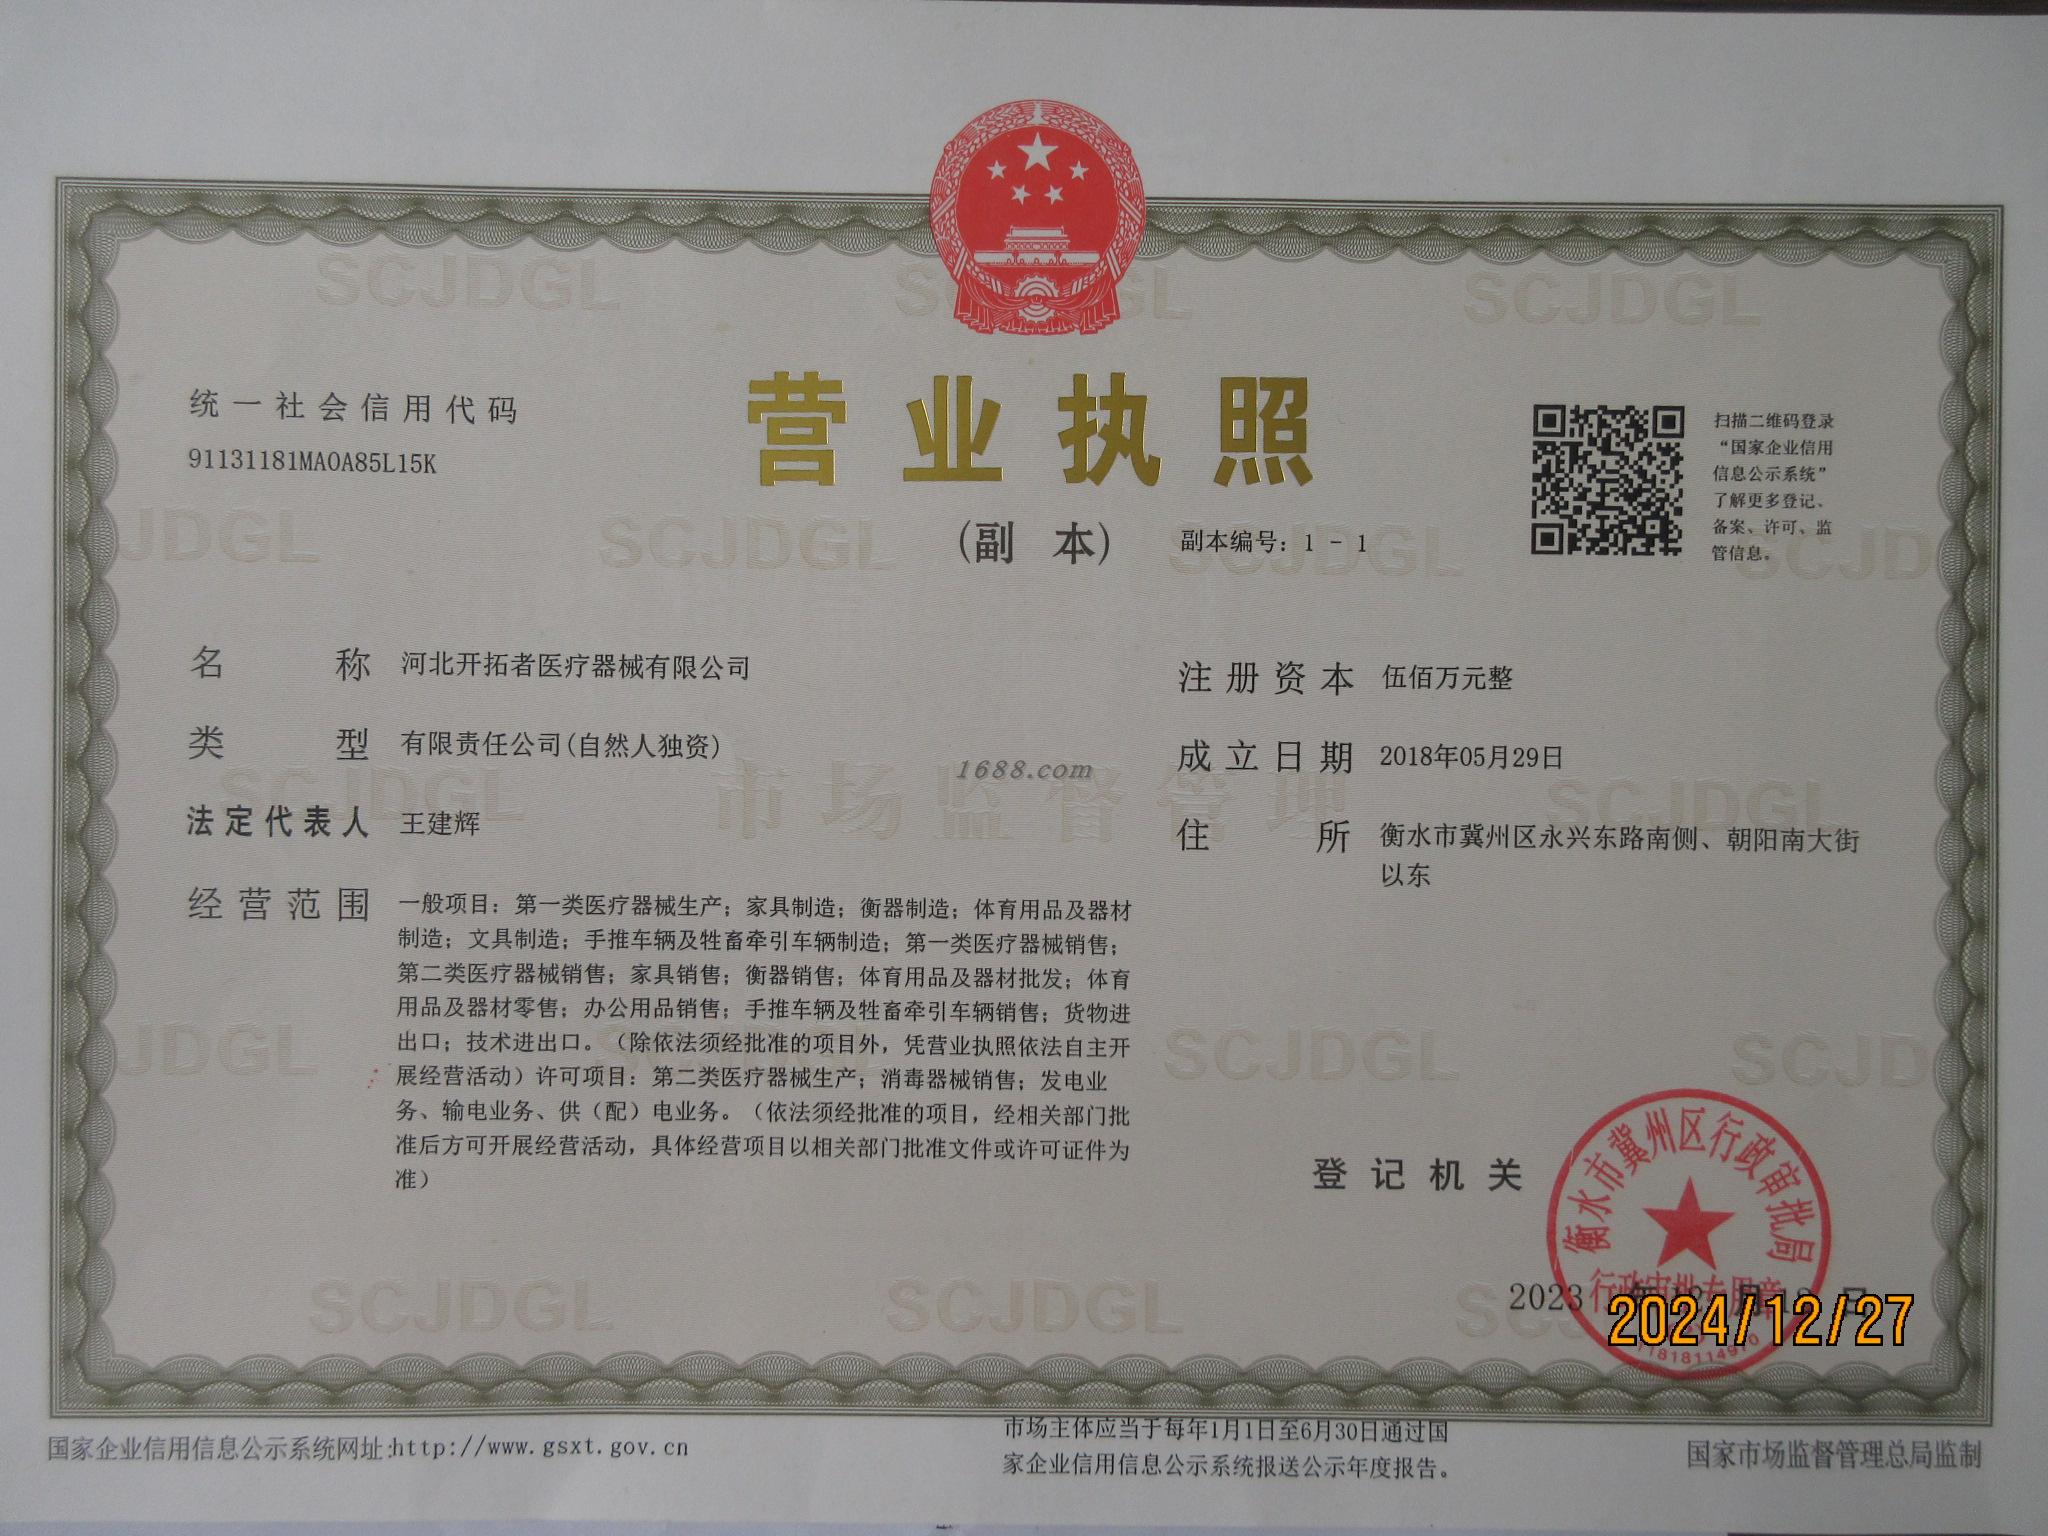 统一社会信用代码
91131181MA0A85L15K
营业执照
(副 本)
副本编号：1 - 1
扫描二维码登录
“国家企业信用
信息公示系统”
了解更多登记、
备案、许可、监
管信息。
名称 河北开拓者医疗器械有限公司
类型 有限责任公司(自然人独资)
法定代表人 王建辉
经营范围 一般项目：第一类医疗器械生产；家具制造；衡器制造；体育用品及器材
制造；文具制造；手推车辆及牲畜牵引车辆制造；第一类医疗器械销售；
第二类医疗器械销售；家具销售；衡器销售；体育用品及器材批发；体育
用品及器材零售；办公用品销售；手推车辆及牲畜牵引车辆销售；货物进
出口；技术进出口。（除依法须经批准的项目外，凭营业执照依法自主开
展经营活动）许可项目：第二类医疗器械生产；消毒器械销售；发电业
务、输电业务、供（配）电业务。（依法须经批准的项目，经相关部门批
准后方可开展经营活动，具体经营项目以相关部门批准文件或许可证件为
准）
注册资本 伍佰万元整
成立日期 2018年05月29日
住所 衡水市冀州区永兴东路南侧、朝阳南大街
以东
1688.com
市场监督管理
SCJDGL
登记机关
衡水市冀州区行政审批局
行政审批专用章
2023 年 月 日
2024/12/27
国家企业信用信息公示系统网址:http://www.gsxt.gov.cn
市场主体应当于每年1月1日至6月30日通过国
家企业信用信息公示系统报送公示年度报告。
国家市场监督管理总局监制